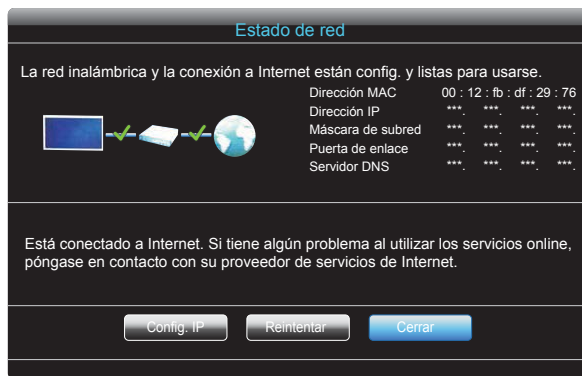 Estado de red
La red inalámbrica y la conexión a Internet están config. y listas para usarse.
Dirección MAC 00 : 12 : fb : df : 29 : 76
Dirección IP ***. ***. ***. ***.
Máscara de subred ***. ***. ***. ***.
Puerta de enlace ***. ***. ***. ***.
Servidor DNS ***. ***. ***. ***.
Está conectado a Internet. Si tiene algún problema al utilizar los servicios online,
póngase en contacto con su proveedor de servicios de Internet.
Config. IP Reintentar Cerrar